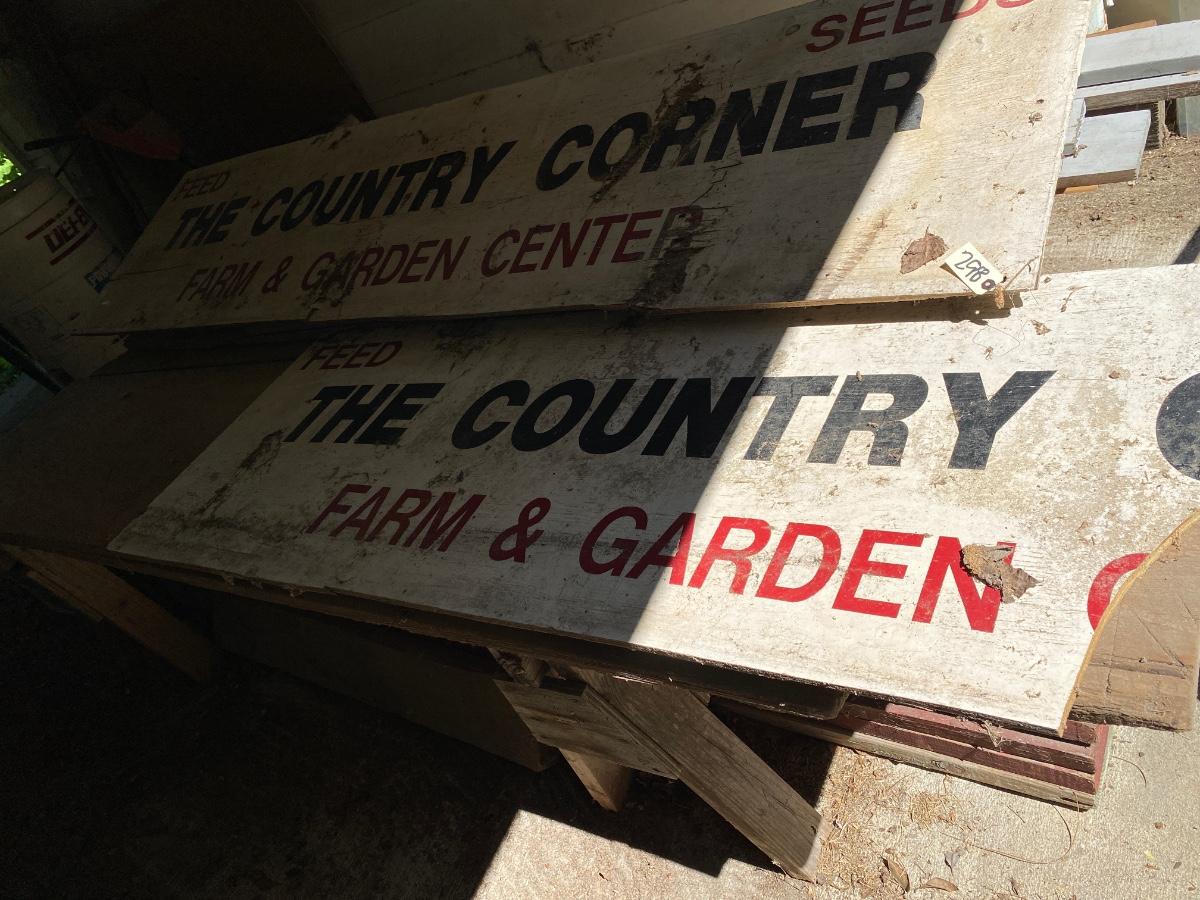 SEEDS
FEED
THE COUNTRY CORNER
FARM & GARDEN CENTER
298
FEED
THE COUNTRY C
FARM & GARDEN C